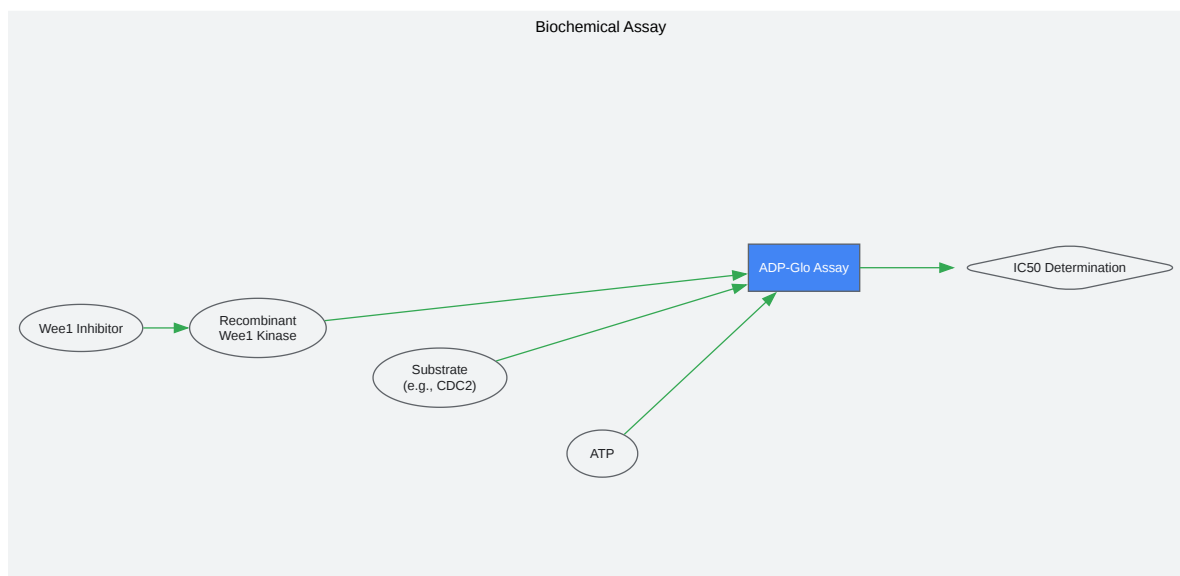 Biochemical Assay
Wee1 Inhibitor
Recombinant
Wee1 Kinase
Substrate
(e.g., CDC2)
ATP
ADP-Glo Assay
IC50 Determination